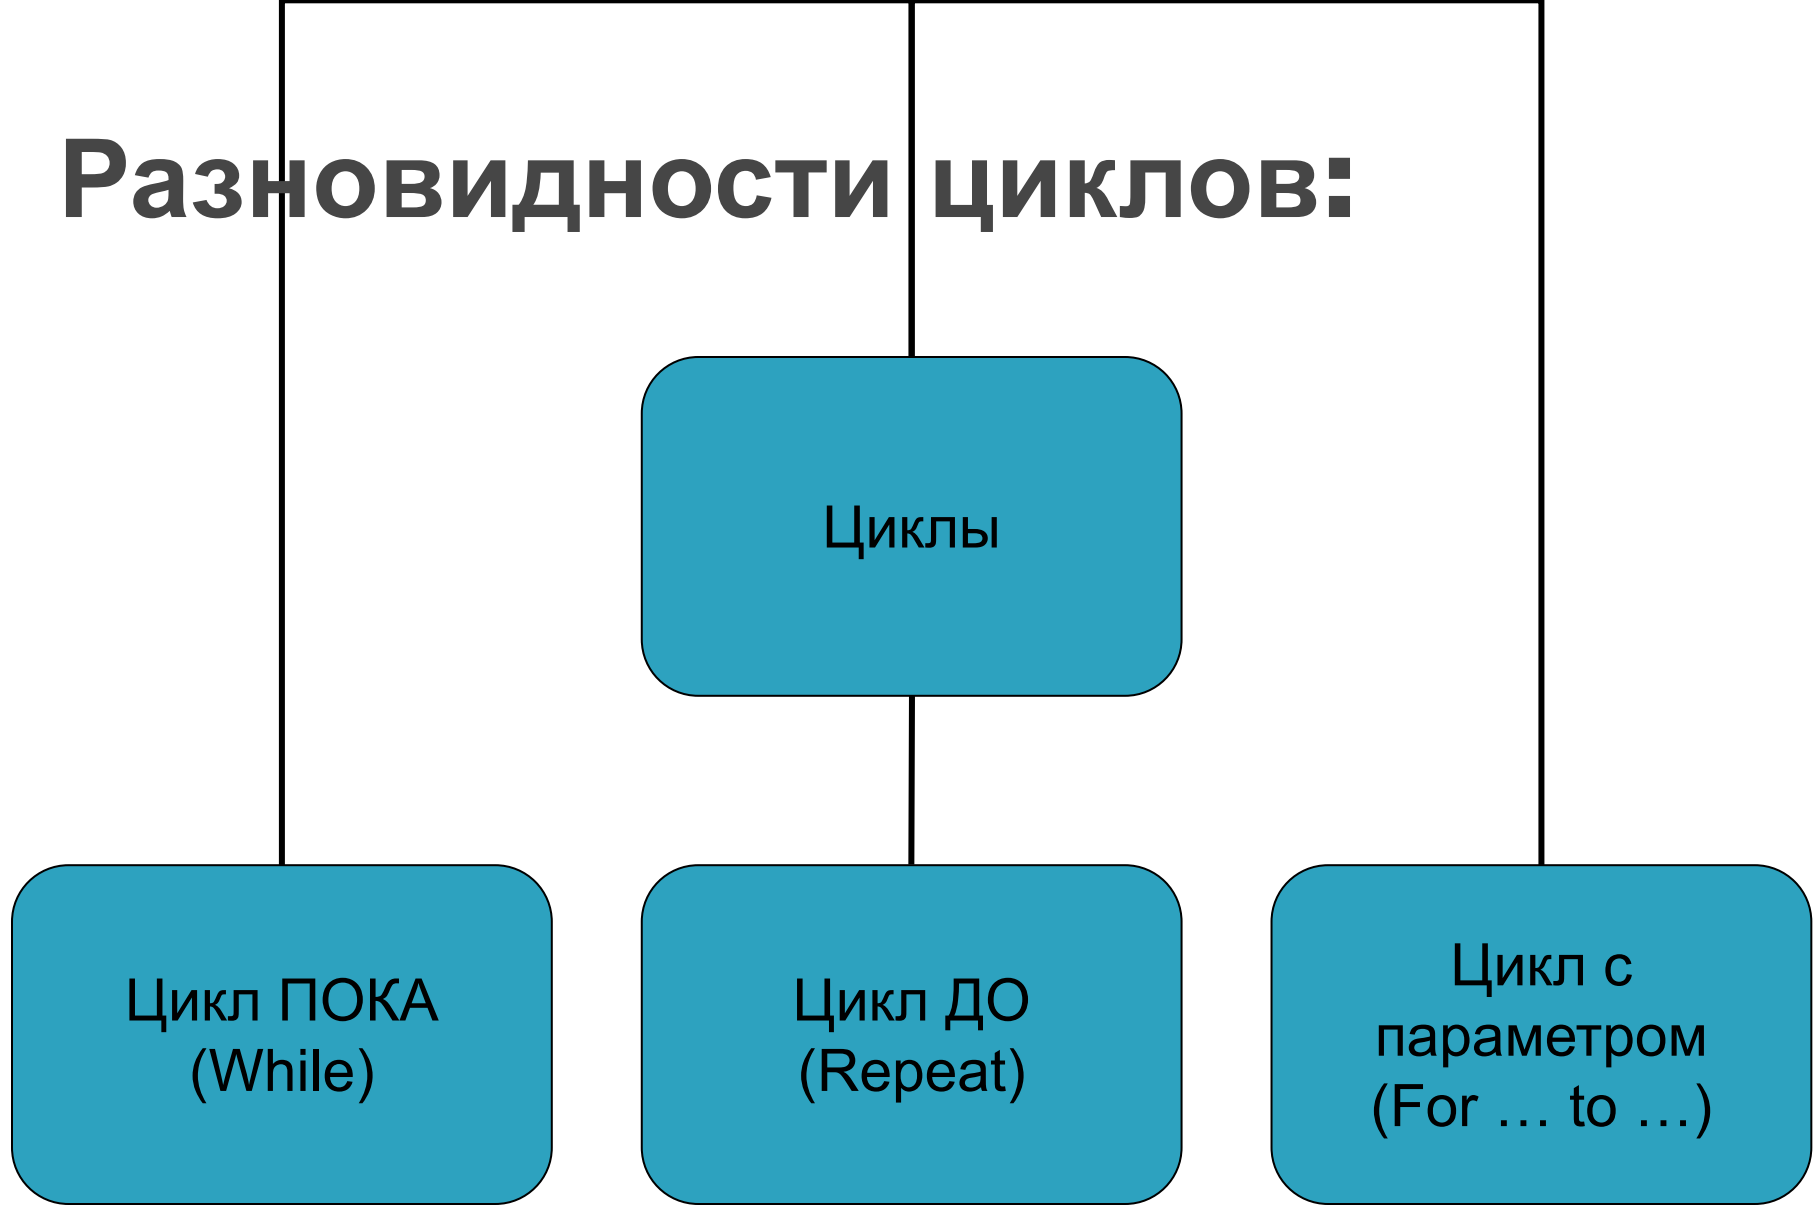 Разновидности циклов:
Циклы
Цикл ПОКА
(While)
Цикл ДО
(Repeat)
Цикл с
параметром
(For … to …)